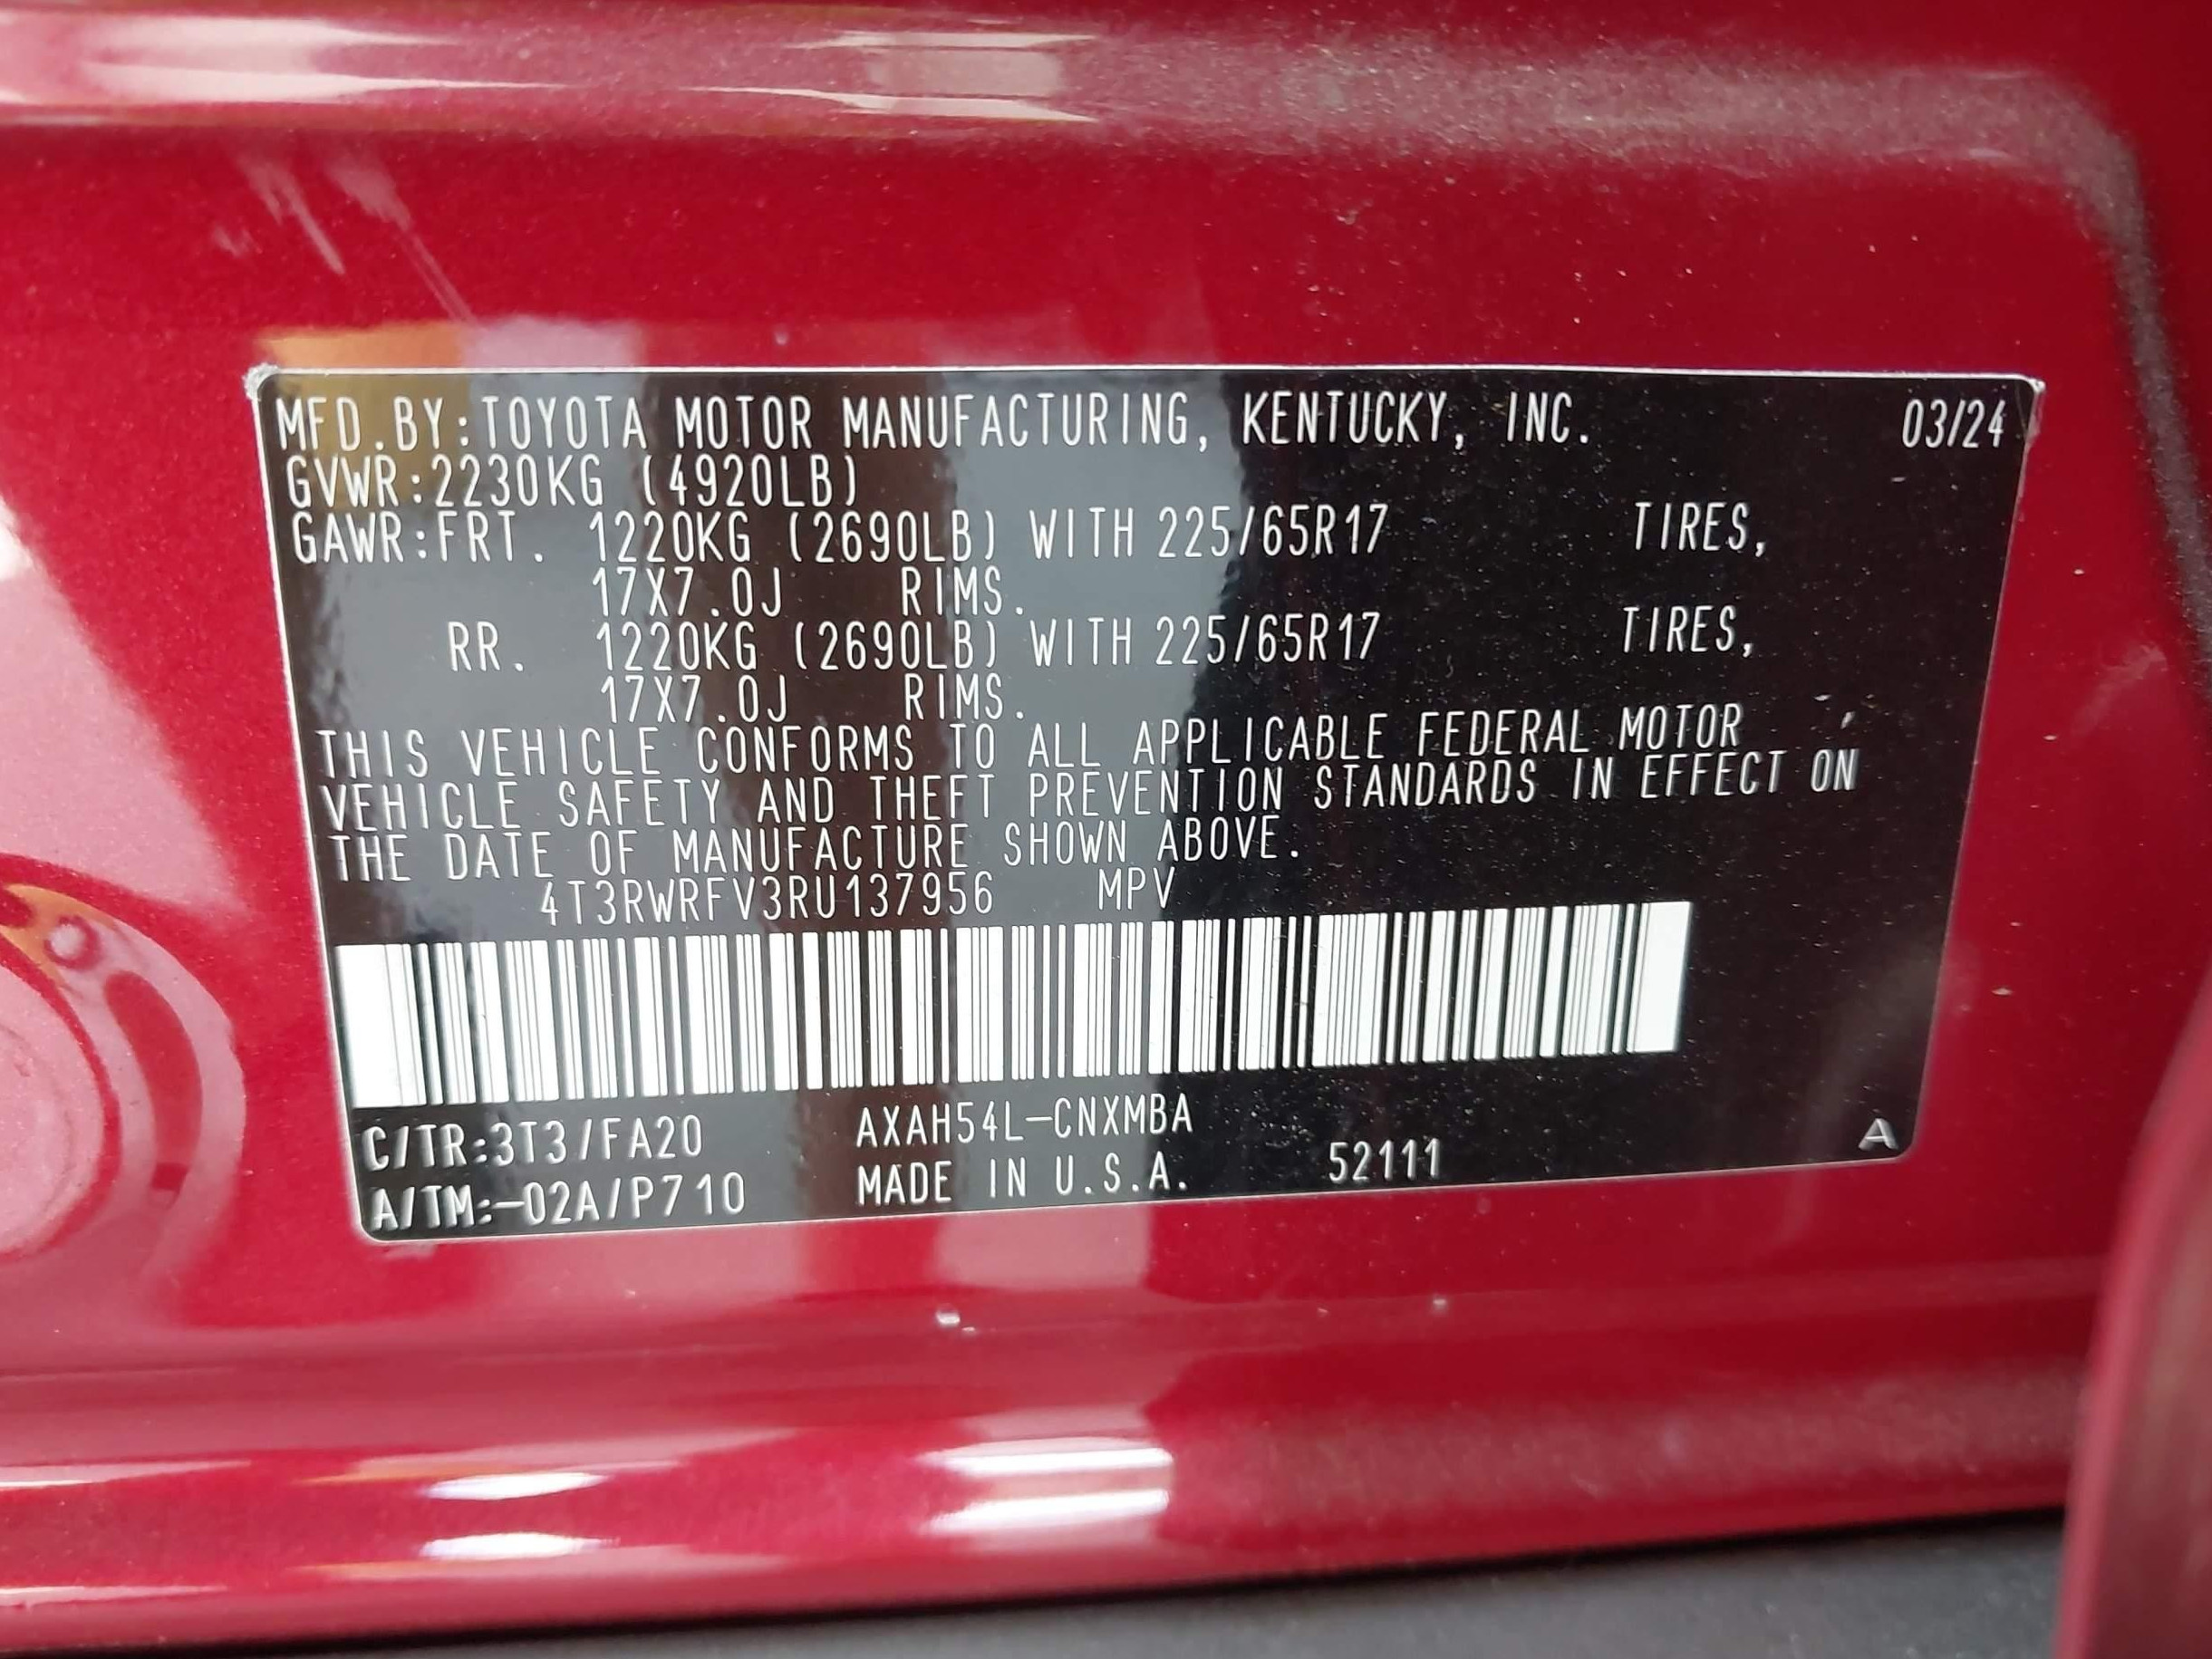 MFD.BY:TOYOTA MOTOR MANUFACTURING, KENTUCKY, INC. 03/24
GVWR:2230KG (4920LB)
GAWR:FRT. 1220KG (2690LB) WITH 225/65R17 TIRES,
17X7.0J RIMS.
RR. 1220KG (2690LB) WITH 225/65R17 TIRES,
17X7.0J RIMS.
THIS VEHICLE CONFORMS TO ALL APPLICABLE FEDERAL MOTOR
VEHICLE SAFETY AND THEFT PREVENTION STANDARDS IN EFFECT ON
THE DATE OF MANUFACTURE SHOWN ABOVE.
4T3RWRFV3RU137956 MPV
C/TR:3T3/FA20 AXAH54L-CNXMBA
A/TM:-02A/P710 MADE IN U.S.A. 52111 A